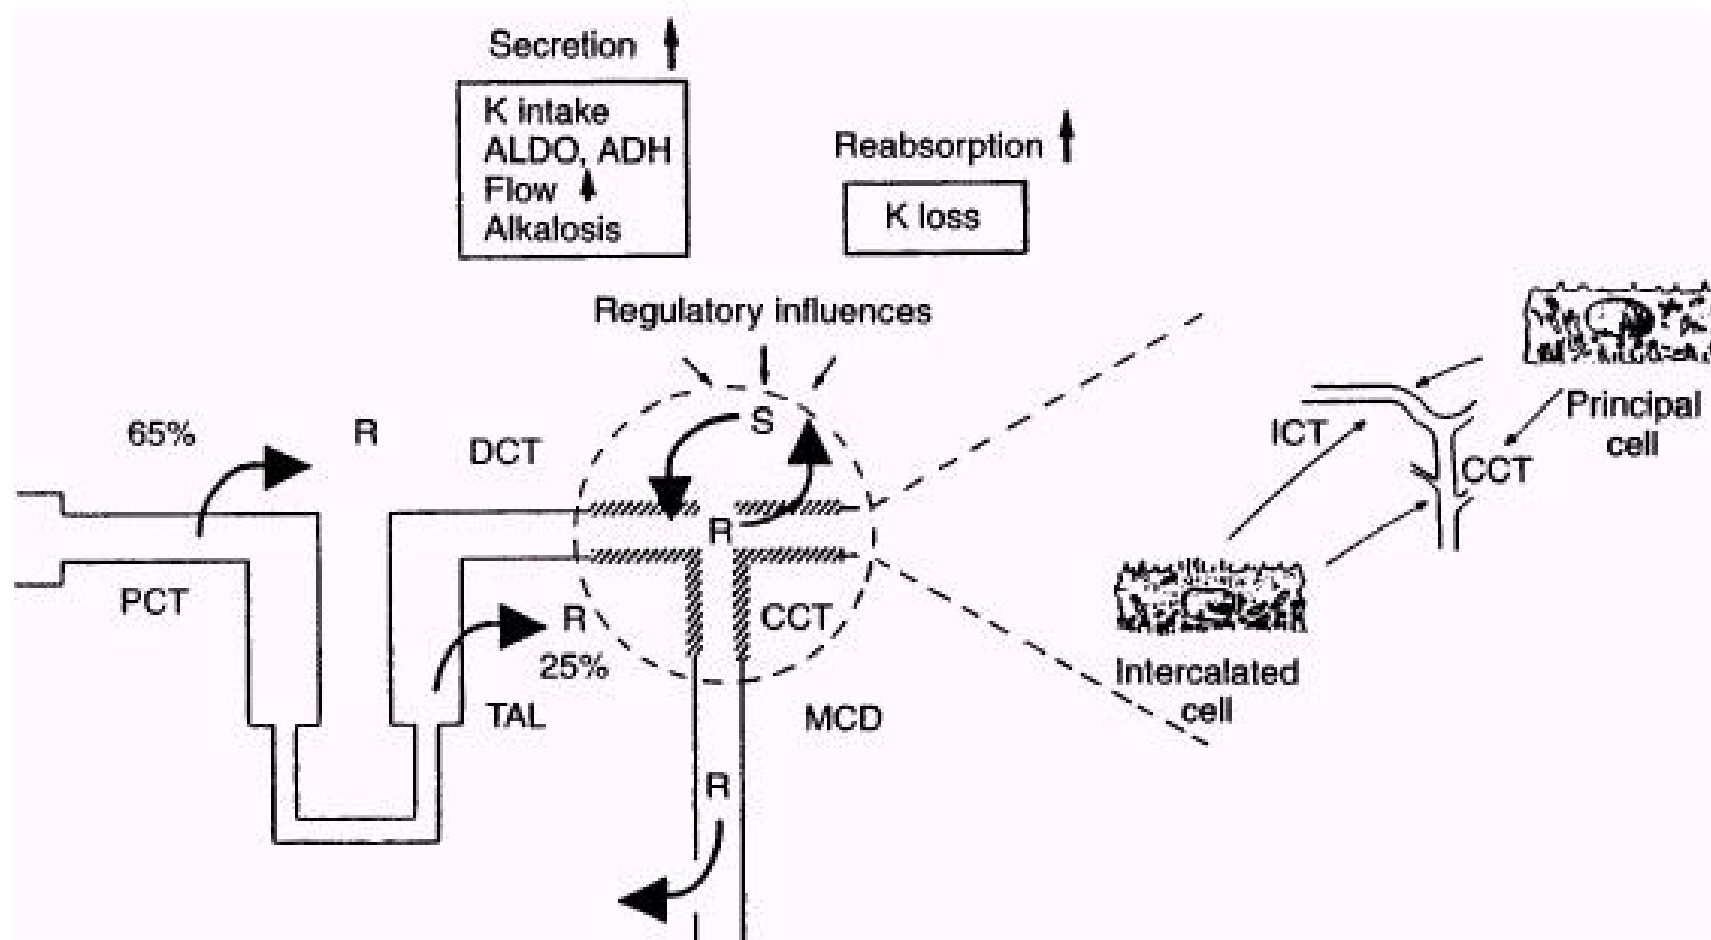 Secretion
K intake
ALDO, ADH
Flow
Alkalosis
Reabsorption
K loss
Regulatory influences
65%
R
DCT
S
R
PCT
R
25%
TAL
CCT
MCD
R
ICT
CCT
Principal
cell
Intercalated
cell